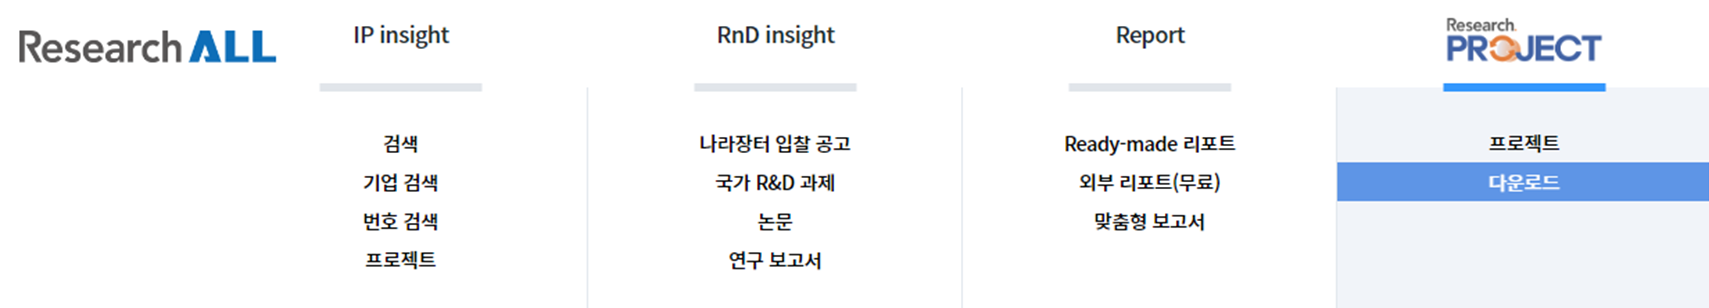 Research ALL
IP insight
검색
기업 검색
번호 검색
프로젝트
RnD insight
나라장터 입찰 공고
국가 R&D 과제
논문
연구 보고서
Report
Ready-made 리포트
외부 리포트(무료)
맞춤형 보고서
Research
PROJECT
프로젝트
다운로드